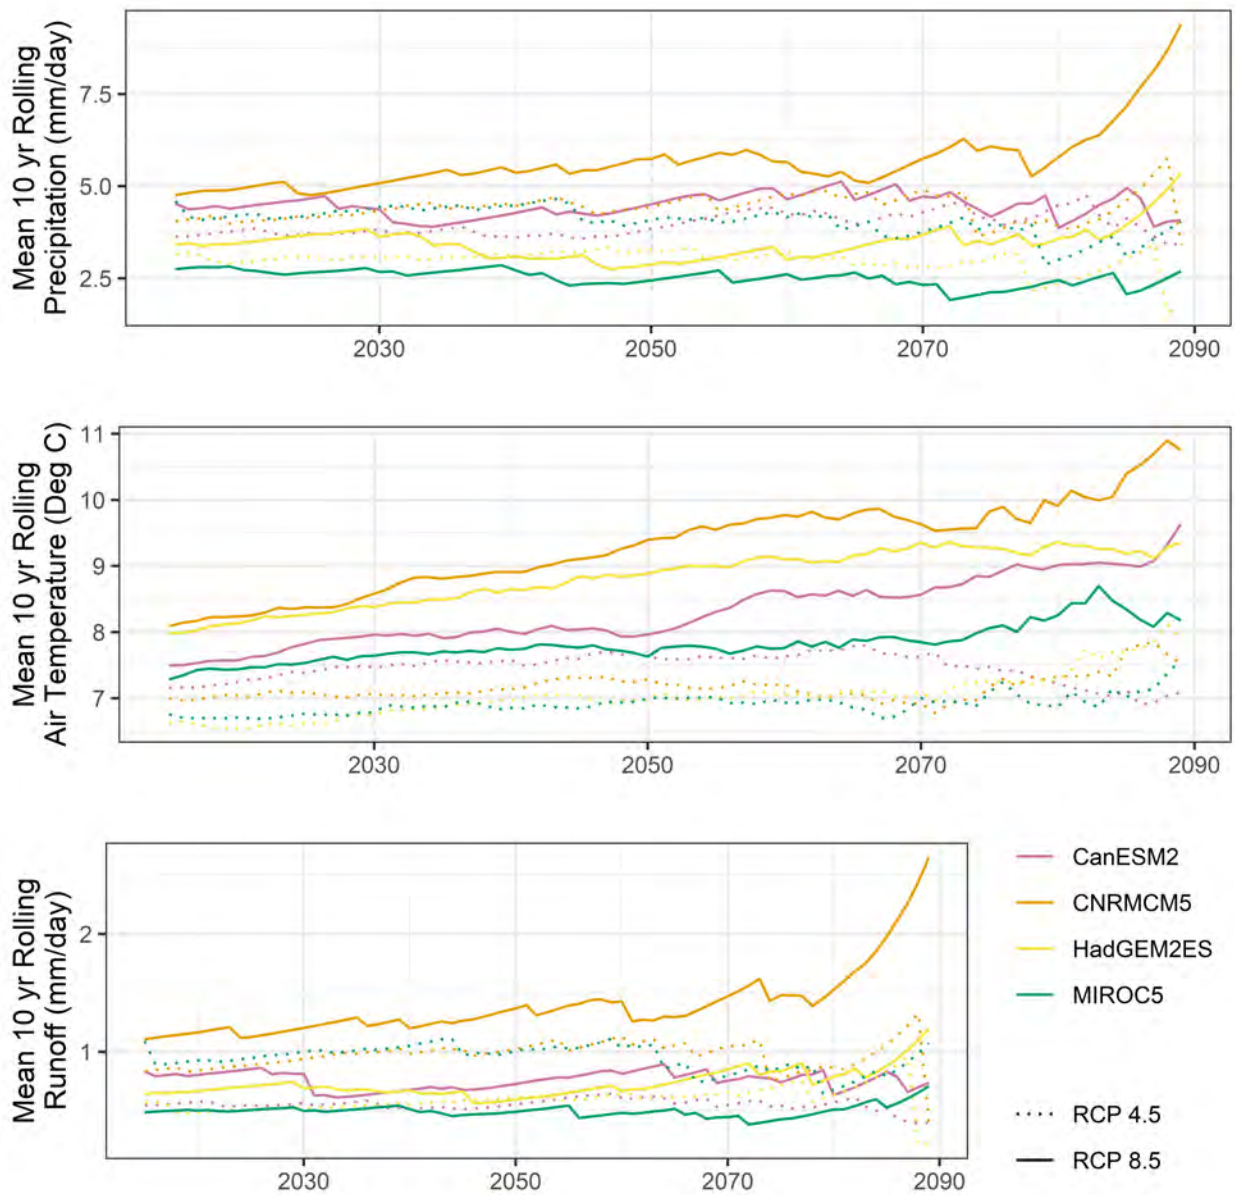 Mean 10 yr Rolling
Precipitation (mm/day)
7.5
5.0
2.5
2030 2050 2070 2090
Mean 10 yr Rolling
Air Temperature (Deg C)
11
10
9
8
7
2030 2050 2070 2090
Mean 10 yr Rolling
Runoff (mm/day)
2
1
2030 2050 2070 2090
CanESM2
CNRMCM5
HadGEM2ES
MIROC5
RCP 4.5
RCP 8.5